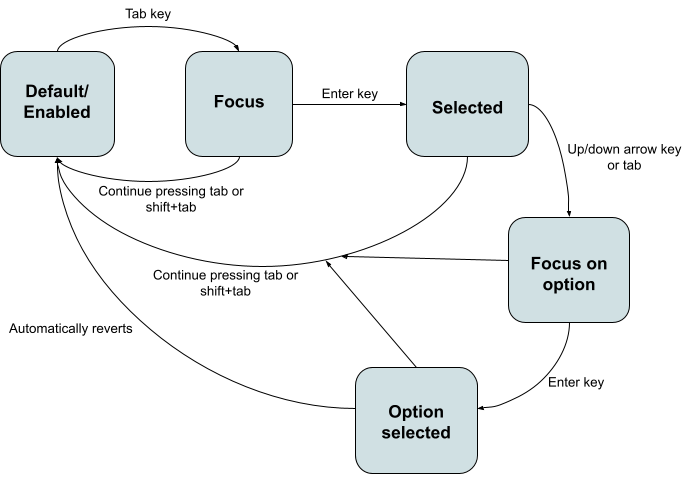 Tab key
Default/
Enabled
Focus
Enter key
Selected
Up/down arrow key
or tab
Continue pressing tab or
shift+tab
Focus on
option
Continue pressing tab or
shift+tab
Automatically reverts
Enter key
Option
selected